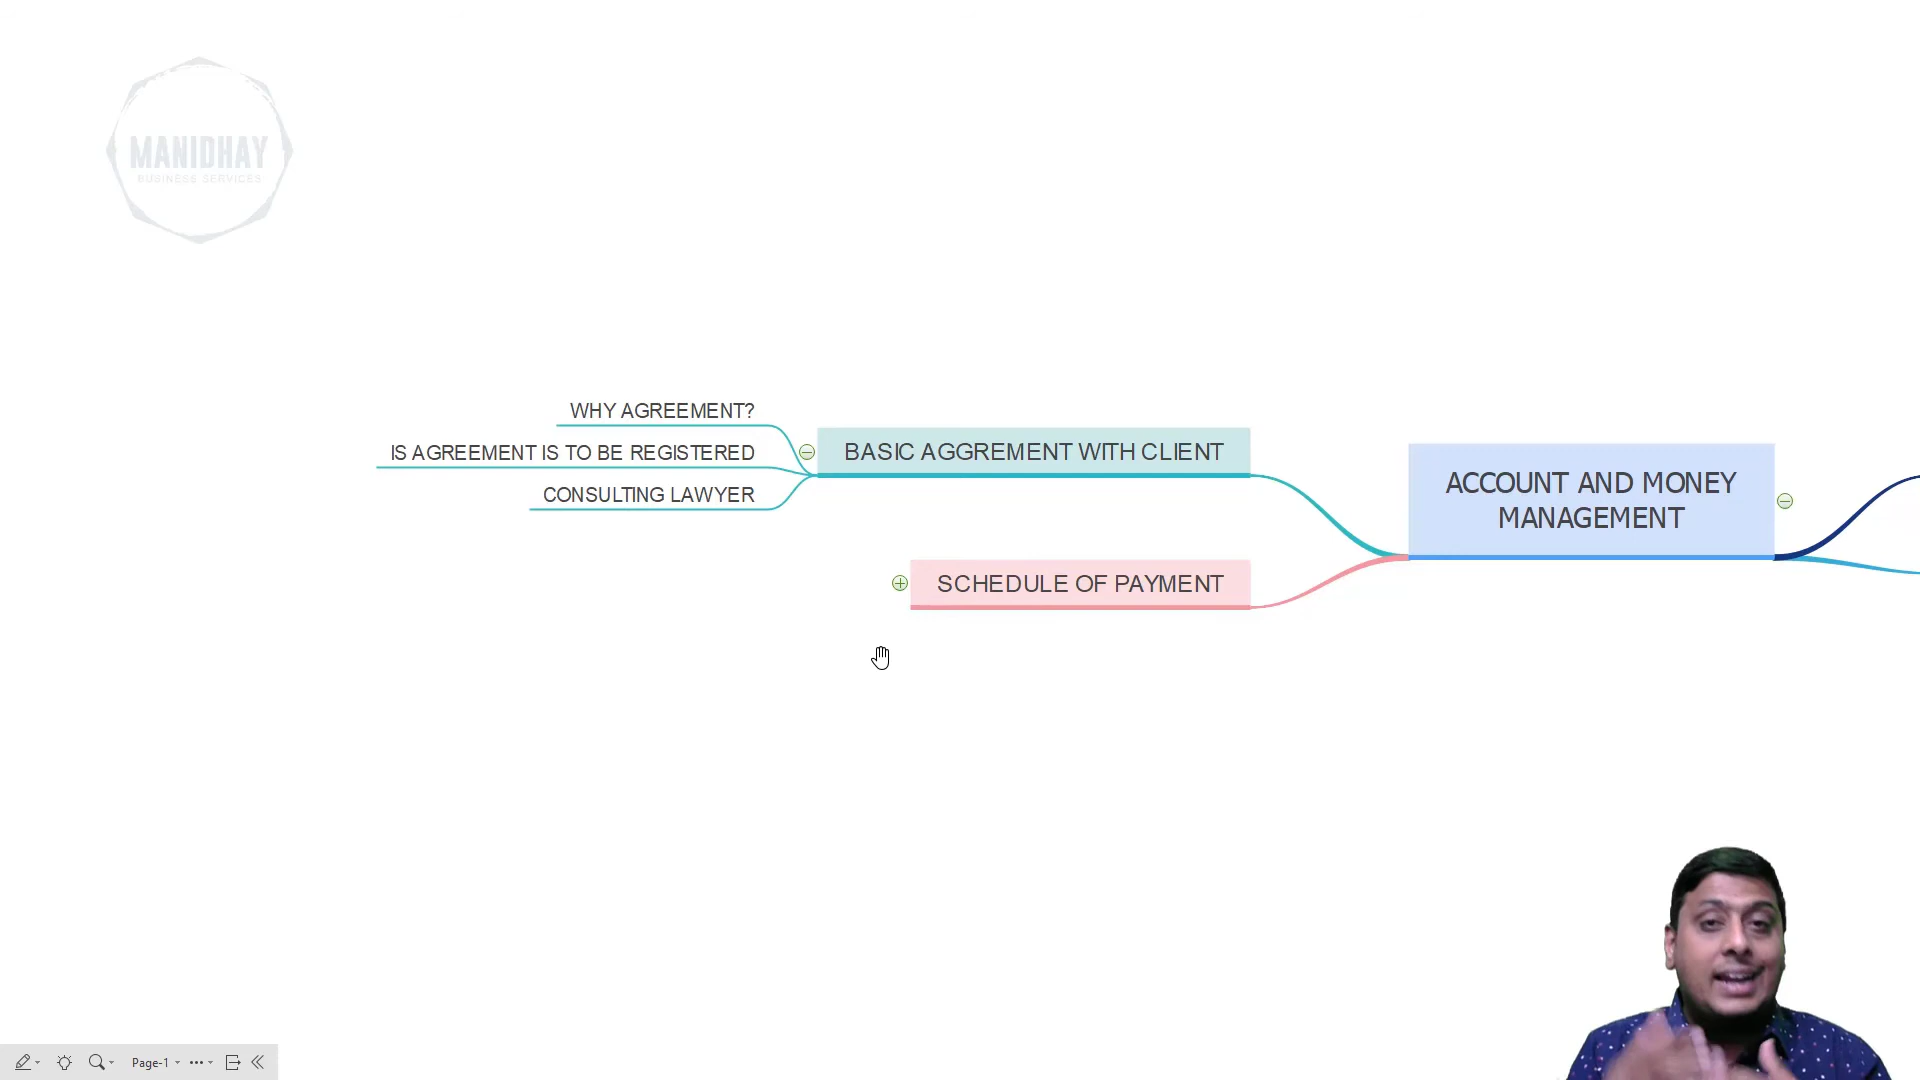 MANIDHAY
BUSINESS SERVICES
WHY AGREEMENT?
IS AGREEMENT IS TO BE REGISTERED
CONSULTING LAWYER
BASIC AGGREMENT WITH CLIENT
SCHEDULE OF PAYMENT
ACCOUNT AND MONEY
MANAGEMENT
Page-1